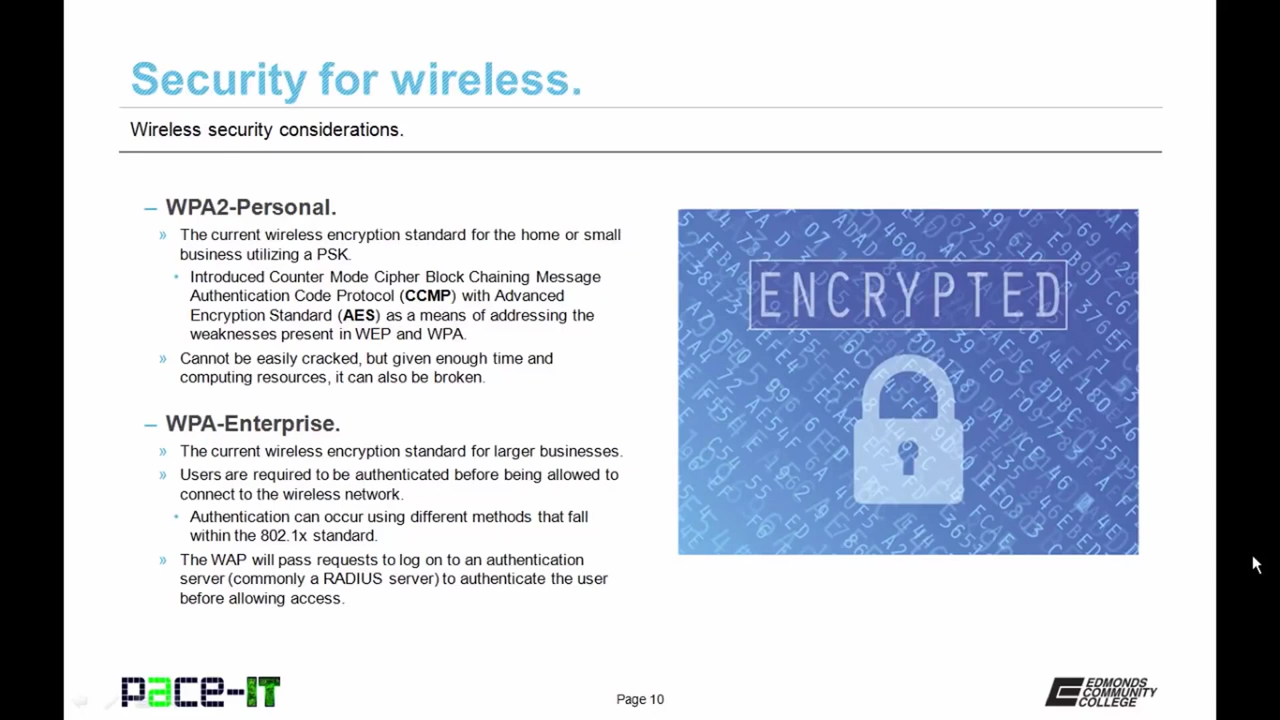 Security for wireless.
Wireless security considerations.
– WPA2-Personal.
» The current wireless encryption standard for the home or small
business utilizing a PSK.
• Introduced Counter Mode Cipher Block Chaining Message
Authentication Code Protocol (CCMP) with Advanced
Encryption Standard (AES) as a means of addressing the
weaknesses present in WEP and WPA.
» Cannot be easily cracked, but given enough time and
computing resources, it can also be broken.
– WPA-Enterprise.
» The current wireless encryption standard for larger businesses.
» Users are required to be authenticated before being allowed to
connect to the wireless network.
• Authentication can occur using different methods that fall
within the 802.1x standard.
» The WAP will pass requests to log on to an authentication
server (commonly a RADIUS server) to authenticate the user
before allowing access.
ENCRYPTED
pace-IT
Page 10
EDMONDS
COMMUNITY
COLLEGE